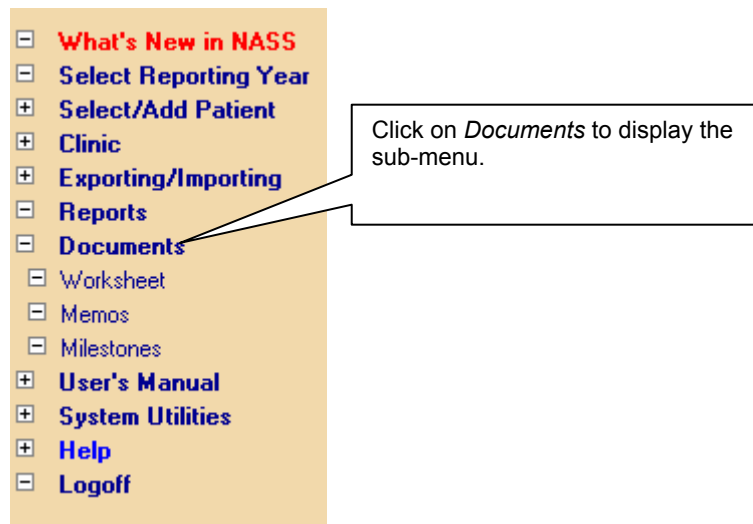 What's New in NASS
Select Reporting Year
Select/Add Patient
Clinic
Exporting/Importing
Reports
Documents
Worksheet
Memos
Milestones
User's Manual
System Utilities
Help
Logoff
Click on Documents to display the
sub-menu.